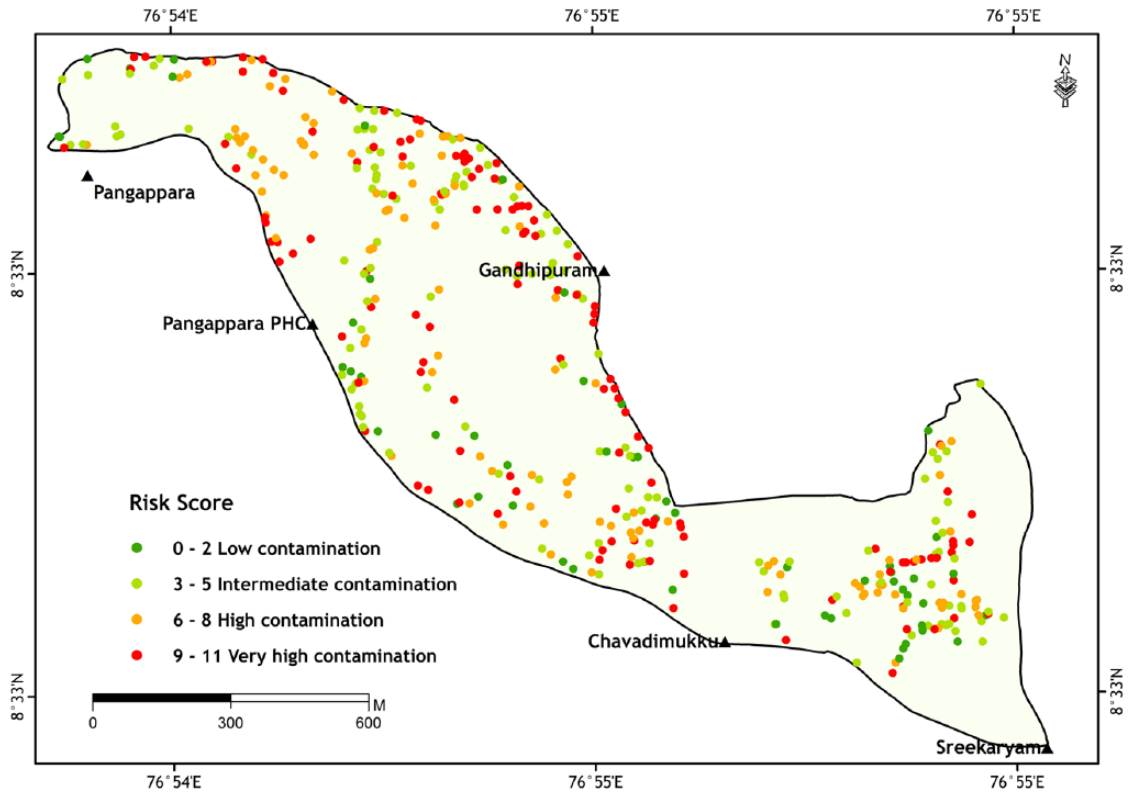 76°54'E 76°55'E 76°55'E
N
Pangappara
8°33'N
Gandhipuram
8°33'N
Pangappara PHC
Risk Score
0 - 2 Low contamination
3 - 5 Intermediate contamination
6 - 8 High contamination
9 - 11 Very high contamination
Chavadimukku
8°33'N
8°33'N
M
0 300 600
Sreekaryam
76°54'E 76°55'E 76°55'E